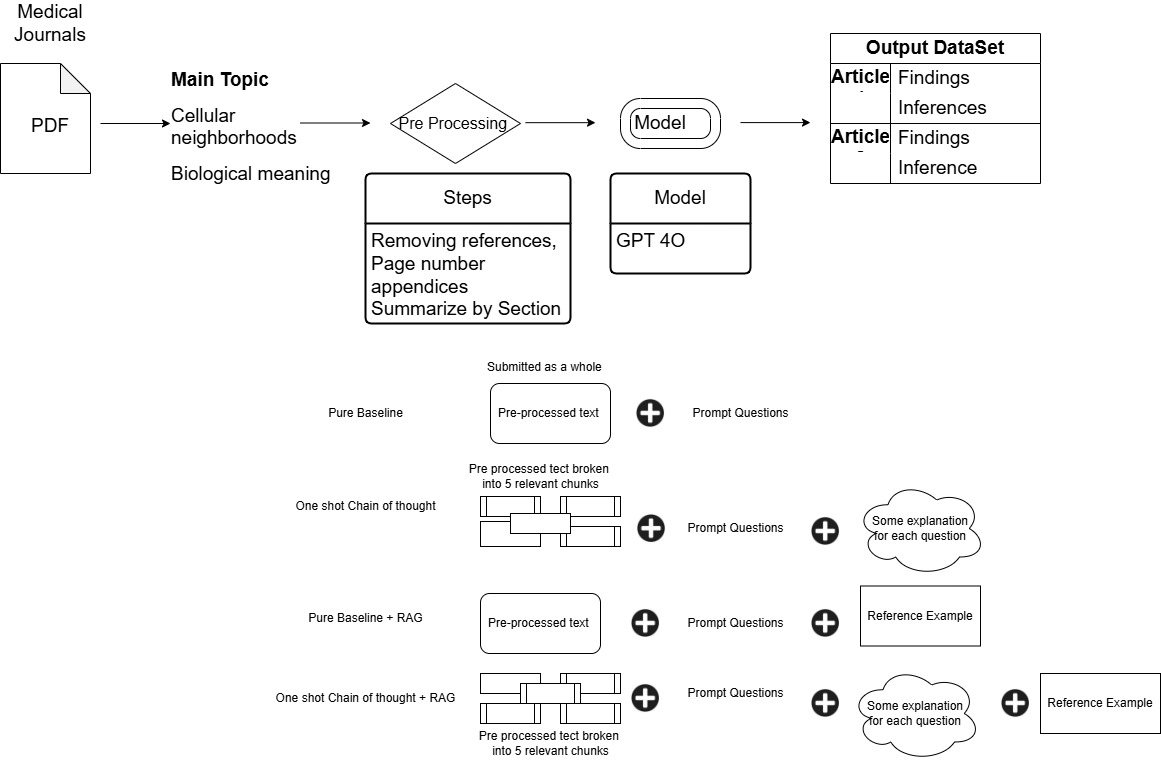 Medical
Journals
PDF
Main Topic
Cellular
neighborhoods
Biological meaning
Pre Processing
Model
Output DataSet
Article
Findings
Inferences
Article
Findings
Inference
Steps
Removing references,
Page number
appendices
Summarize by Section
Model
GPT 4O
Submitted as a whole
Pure Baseline
Pre-processed text
Prompt Questions
Pre processed tect broken
into 5 relevant chunks
One shot Chain of thought
Prompt Questions
Some explanation
for each question
Pure Baseline + RAG
Pre-processed text
Prompt Questions
Reference Example
One shot Chain of thought + RAG
Prompt Questions
Some explanation
for each question
Reference Example
Pre processed tect broken
into 5 relevant chunks